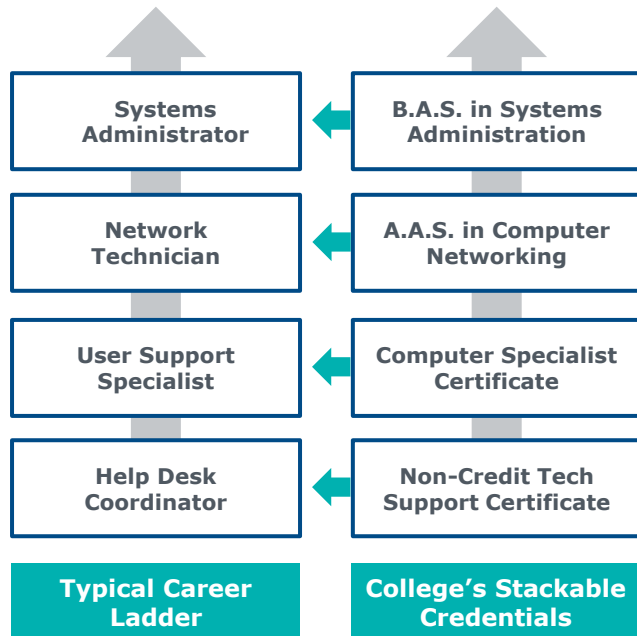 Systems
Administrator
B.A.S. in Systems
Administration
Network
Technician
A.A.S. in Computer
Networking
User Support
Specialist
Computer Specialist
Certificate
Help Desk
Coordinator
Non-Credit Tech
Support Certificate
Typical Career
Ladder
College’s Stackable
Credentials